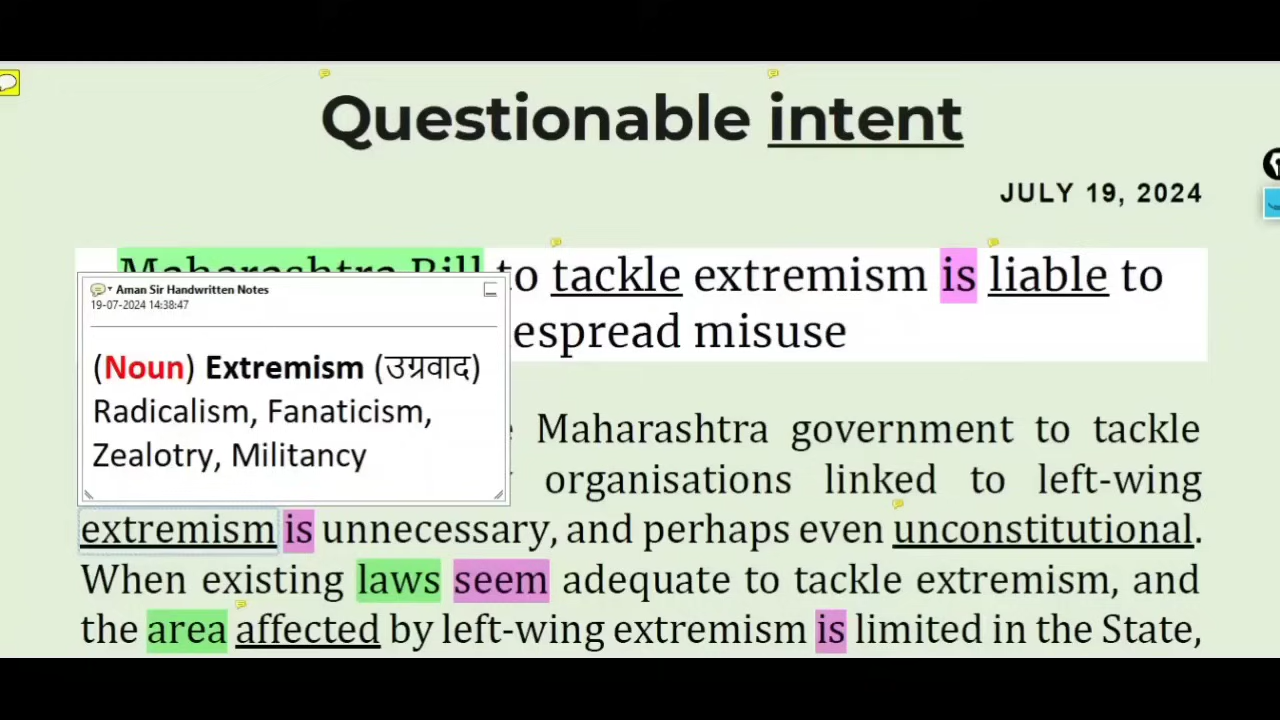 Questionable intent
JULY 19, 2024
Maharashtra Bill to tackle extremism is liable to
espread misuse
Aman Sir Handwritten Notes
19-07-2024 14:38:47
(Noun) Extremism (उग्रवाद)
Radicalism, Fanaticism,
Zealotry, Militancy
Maharashtra government to tackle
organisations linked to left-wing
extremism is unnecessary, and perhaps even unconstitutional.
When existing laws seem adequate to tackle extremism, and
the area affected by left-wing extremism is limited in the State,